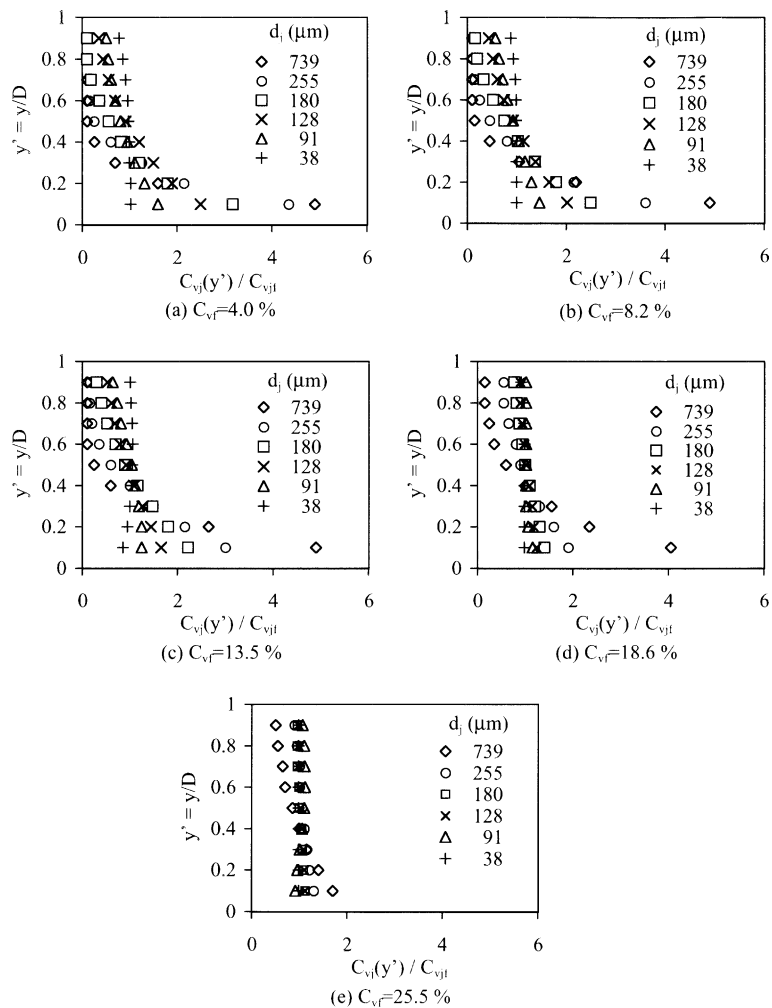 d_j (μm)
739
255
180
128
91
38
y' = y/D
1
0.8
0.6
0.4
0.2
0
0 2 4 6
C_vj(y') / C_vjf
(a) C_vf=4.0 %
d_j (μm)
739
255
180
128
91
38
y' = y/D
1
0.8
0.6
0.4
0.2
0
0 2 4 6
C_vj(y') / C_vjf
(b) C_vf=8.2 %
d_j (μm)
739
255
180
128
91
38
y' = y/D
1
0.8
0.6
0.4
0.2
0
0 2 4 6
C_vj(y') / C_vjf
(c) C_vf=13.5 %
d_j (μm)
739
255
180
128
91
38
y' = y/D
1
0.8
0.6
0.4
0.2
0
0 2 4 6
C_vj(y') / C_vjf
(d) C_vf=18.6 %
d_j (μm)
739
255
180
128
91
38
y' = y/D
1
0.8
0.6
0.4
0.2
0
0 2 4 6
C_vj(y') / C_vjf
(e) C_vf=25.5 %